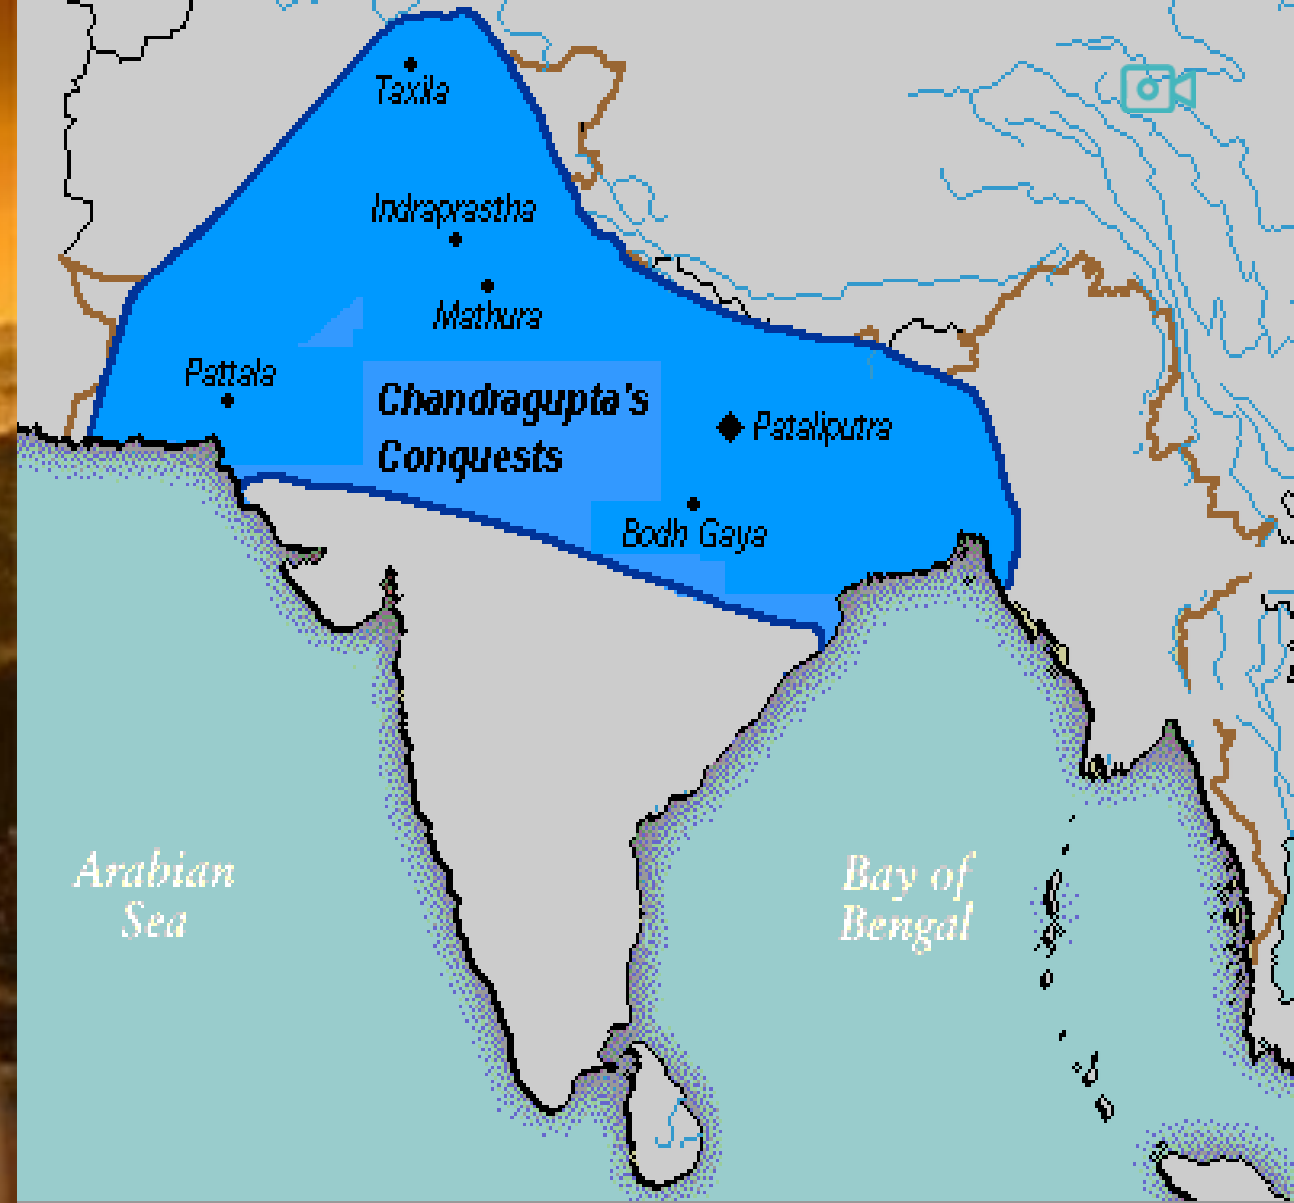 Taxila
Indraprastha
Mathura
Pattala
Chandragupta's
Conquests
Pataliputra
Bodh Gaya
Arabian
Sea
Bay of
Bengal